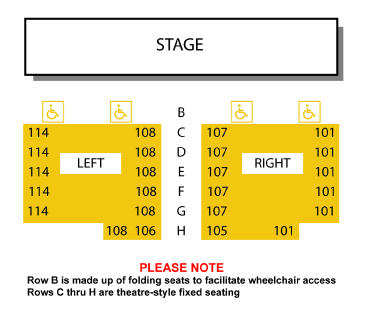 STAGE
B
114 108 C 107 101
114 108 D 107 101
LEFT RIGHT
114 108 E 107 101
114 108 F 107 101
114 108 G 107 101
108 106 H 105 101
PLEASE NOTE
Row B is made up of folding seats to facilitate wheelchair access
Rows C thru H are theatre-style fixed seating